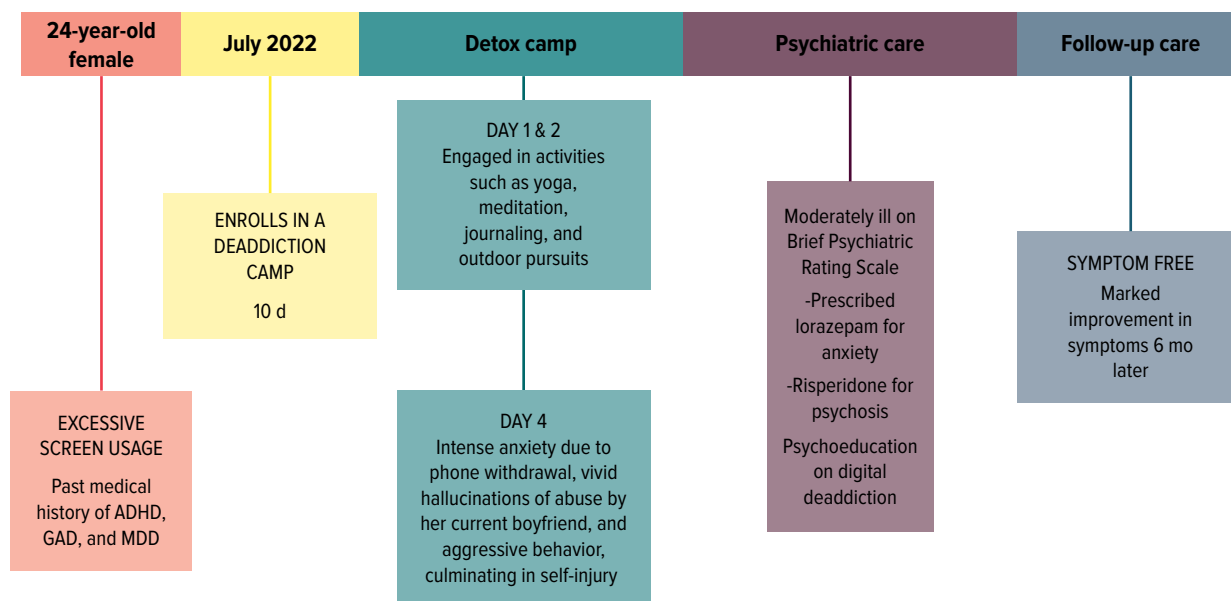 24-year-old
female
EXCESSIVE
SCREEN USAGE
Past medical
history of ADHD,
GAD, and MDD
July 2022
ENROLLS IN A
DEADDICTION
CAMP
10 d
Detox camp
DAY 1 & 2
Engaged in activities
such as yoga,
meditation,
journaling, and
outdoor pursuits
DAY 4
Intense anxiety due to
phone withdrawal, vivid
hallucinations of abuse by
her current boyfriend, and
aggressive behavior,
culminating in self-injury
Psychiatric care
Moderately ill on
Brief Psychiatric
Rating Scale
-Prescribed
lorazepam for
anxiety
-Risperidone for
psychosis
Psychoeducation
on digital
deaddiction
Follow-up care
SYMPTOM FREE
Marked
improvement in
symptoms 6 mo
later